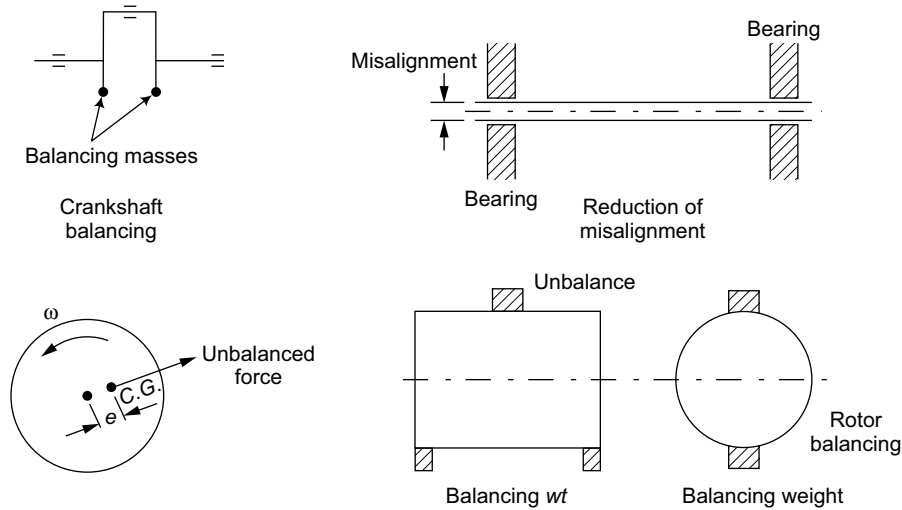 Balancing masses
Crankshaft
balancing
Misalignment
Bearing
Bearing
Reduction of
misalignment
ω
Unbalanced
force
C.G.
e
Unbalance
Balancing wt
Rotor
balancing
Balancing weight